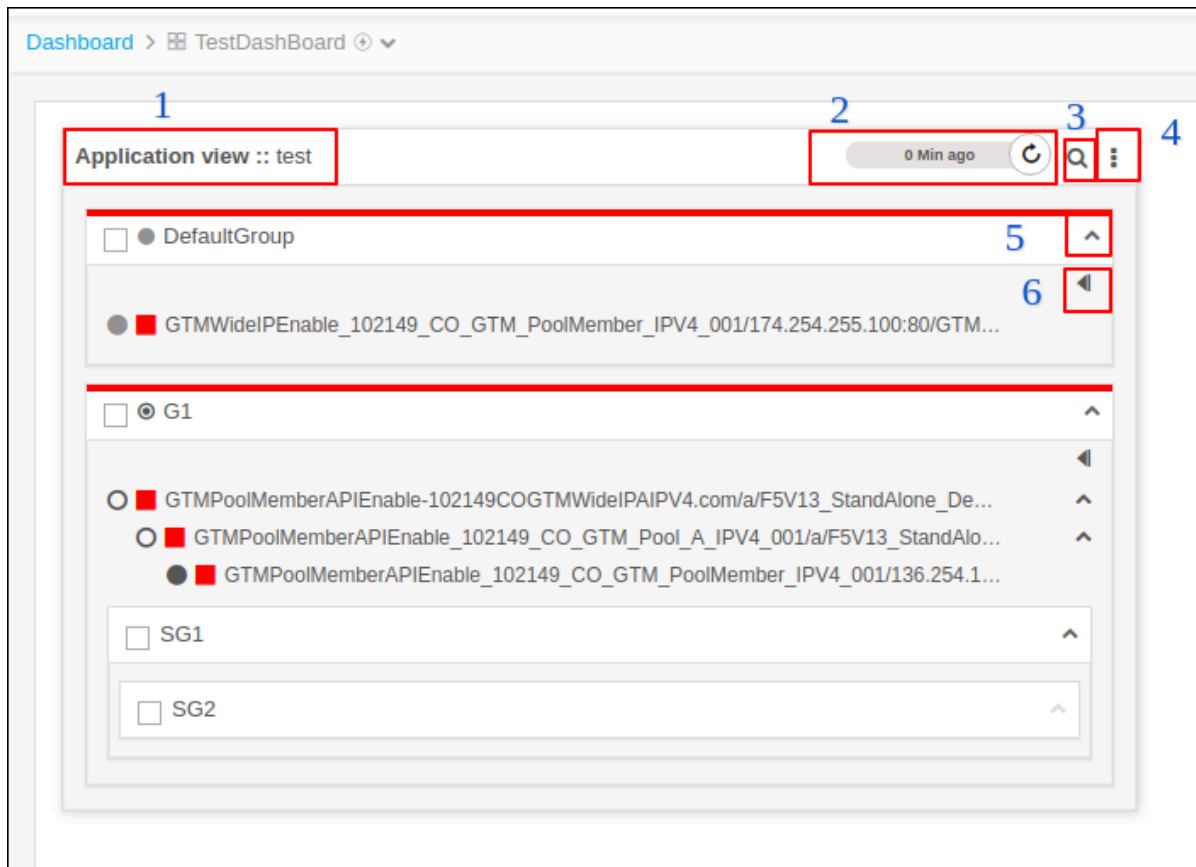 Dashboard > TestDashBoard
1
2
3
4
Application view :: test
0 Min ago
DefaultGroup
5
6
GTMWideIPEnable_102149_CO_GTM_PoolMember_IPV4_001/174.254.255.100:80/GTM...
G1
GTMPoolMemberAPIEnable-102149COGTMWideIPAIPV4.com/a/F5V13_StandAlone_De...
GTMPoolMemberAPIEnable_102149_CO_GTM_Pool_A_IPV4_001/a/F5V13_StandAlo...
GTMPoolMemberAPIEnable_102149_CO_GTM_PoolMember_IPV4_001/136.254.1...
SG1
SG2